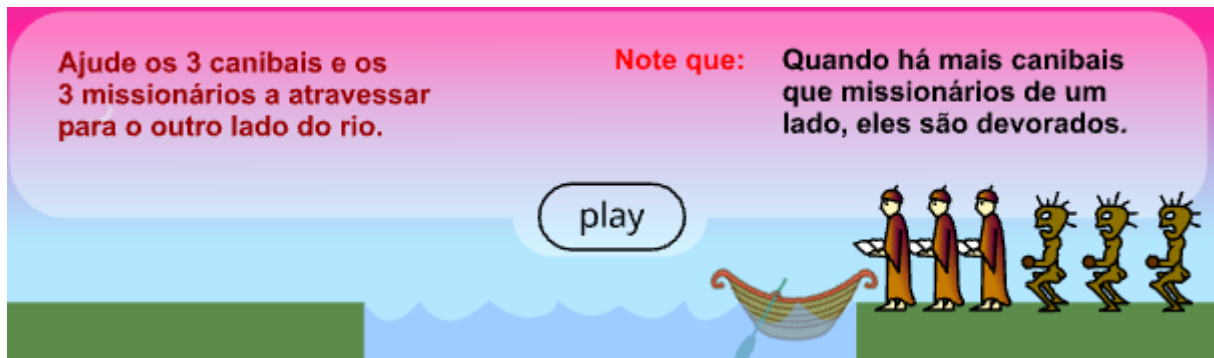 Ajude os 3 caníbais e os
3 missionários a atravessar
para o outro lado do rio.
Note que:
Quando há mais canibais
que missionários de um
lado, eles são devorados.
play